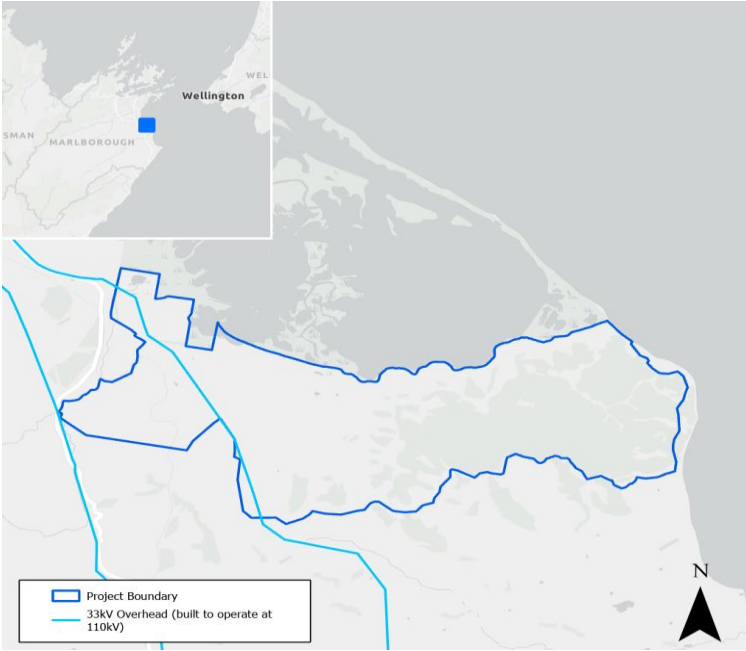 WEL
Wellington
SMAN
MARLBOROUGH
N
Project Boundary
33kV Overhead (built to operate at
110kV)